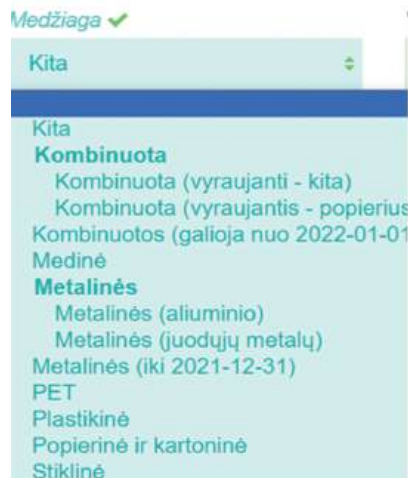 Medžiaga
Kita
Kita
Kombinuota
Kombinuota (vyraujanti - kita)
Kombinuota (vyraujantis - popierius
Kombinuotos (galioja nuo 2022-01-01
Medinė
Metalinės
Metalinės (aliuminio)
Metalinės (juodųjų metalų)
Metalinės (iki 2021-12-31)
PET
Plastikinė
Popierinė ir kartoninė
Stiklinė